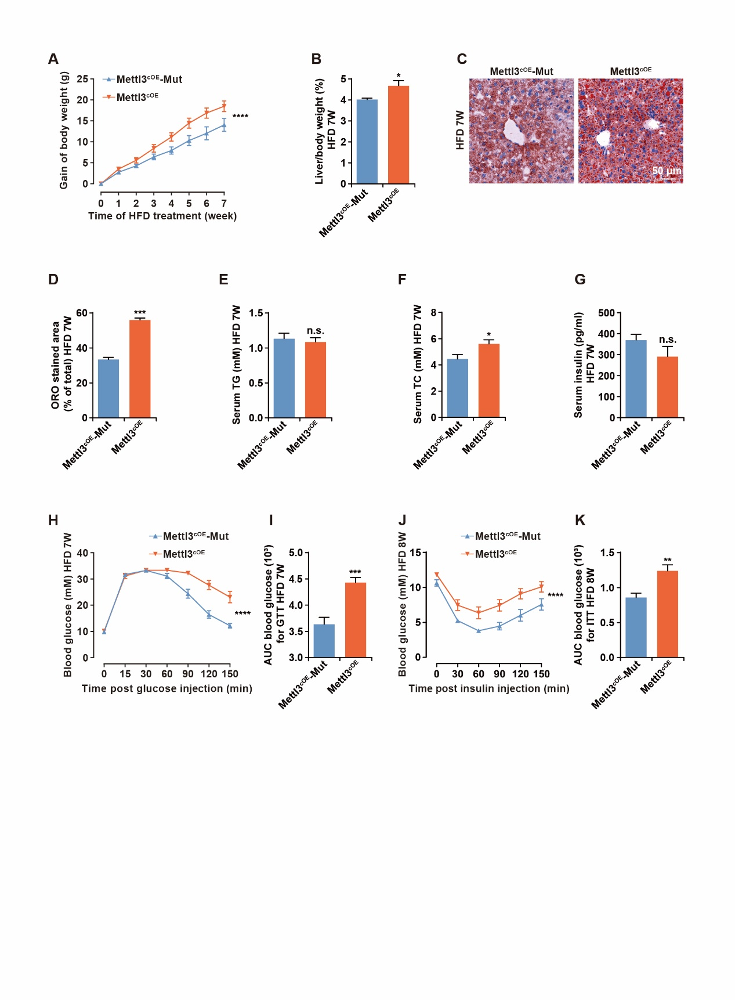 A
Gain of body weight (g)
25
20
15
10
5
0
Mettl3cOE-Mut
Mettl3cOE
****
0 1 2 3 4 5 6 7
Time of HFD treatment (week)
B
Liver/body weight (%)
HFD 7W
5
4
3
2
1
0
*
Mettl3cOE-Mut
Mettl3cOE
C
Mettl3cOE-Mut
Mettl3cOE
HFD 7W
50 µm
D
ORO stained area
(% of total) HFD 7W
60
40
20
0
***
Mettl3cOE-Mut
Mettl3cOE
E
Serum TG (mM) HFD 7W
1.5
1.0
0.5
0.0
n.s.
Mettl3cOE-Mut
Mettl3cOE
F
Serum TC (mM) HFD 7W
8
6
4
2
0
*
Mettl3cOE-Mut
Mettl3cOE
G
Serum insulin (pg/ml)
HFD 7W
500
400
300
200
100
0
n.s.
Mettl3cOE-Mut
Mettl3cOE
H
Blood glucose (mM) HFD 7W
Mettl3cOE-Mut
Mettl3cOE
40
30
20
10
0
****
0 15 30 60 90 120 150
Time post glucose injection (min)
I
AUC blood glucose (10³)
for GTT HFD 7W
5.0
4.5
4.0
3.5
3.0
***
Mettl3cOE-Mut
Mettl3cOE
J
Blood glucose (mM) HFD 8W
Mettl3cOE-Mut
Mettl3cOE
15
10
5
0
****
0 30 60 90 120 150
Time post insulin injection (min)
K
AUC blood glucose (10³)
for ITT HFD 8W
1.5
1.0
0.5
0.0
**
Mettl3cOE-Mut
Mettl3cOE